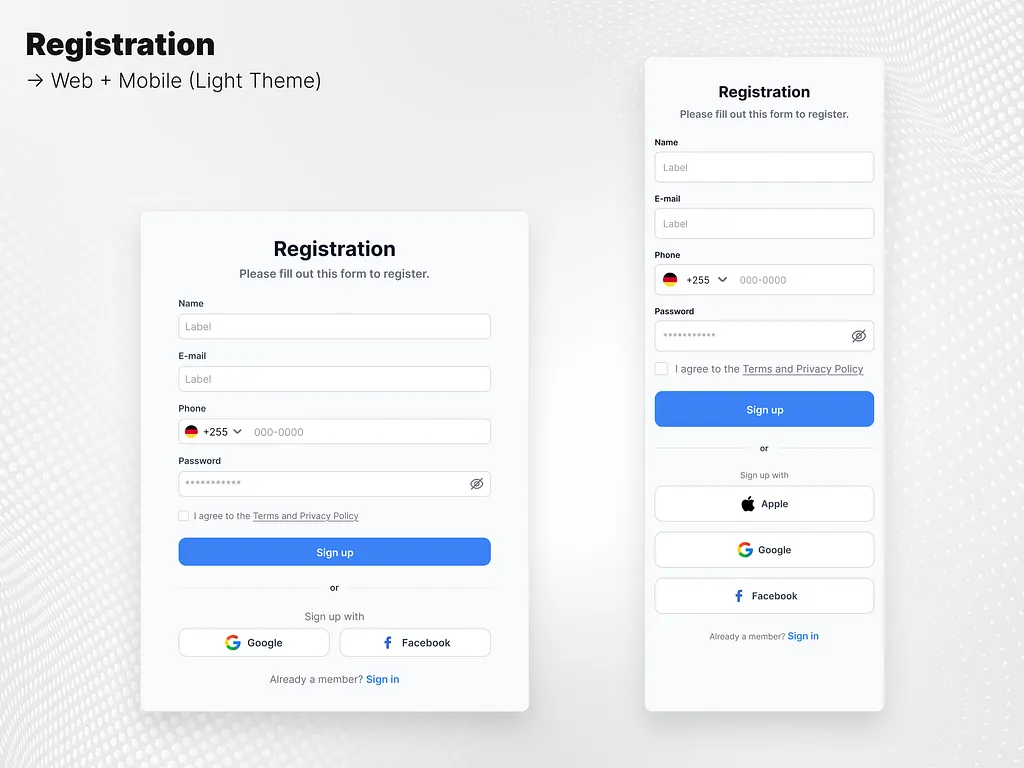 Registration
→ Web + Mobile (Light Theme)
Registration
Please fill out this form to register.
Name
Label
E-mail
Label
Phone
+255 000-0000
Password
***********
I agree to the Terms and Privacy Policy
Sign up
or
Sign up with
Google Facebook
Already a member? Sign in
Registration
Please fill out this form to register.
Name
Label
E-mail
Label
Phone
+255 000-0000
Password
***********
I agree to the Terms and Privacy Policy
Sign up
or
Sign up with
Apple
Google
Facebook
Already a member? Sign in